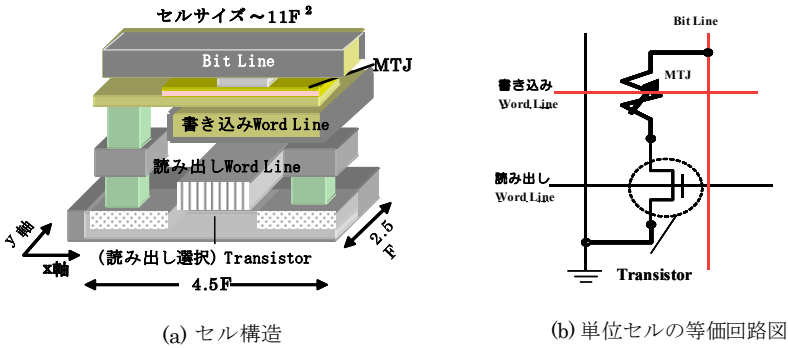 セルサイズ～11F²
Bit Line
MTJ
書き込みWord Line
読み出しWord Line
y軸
x軸
(読み出し選択) Transistor
2.5F
4.5F
(a) セル構造
Bit Line
書き込み
Word Line
MTJ
読み出し
Word Line
Transistor
(b) 単位セルの等価回路図